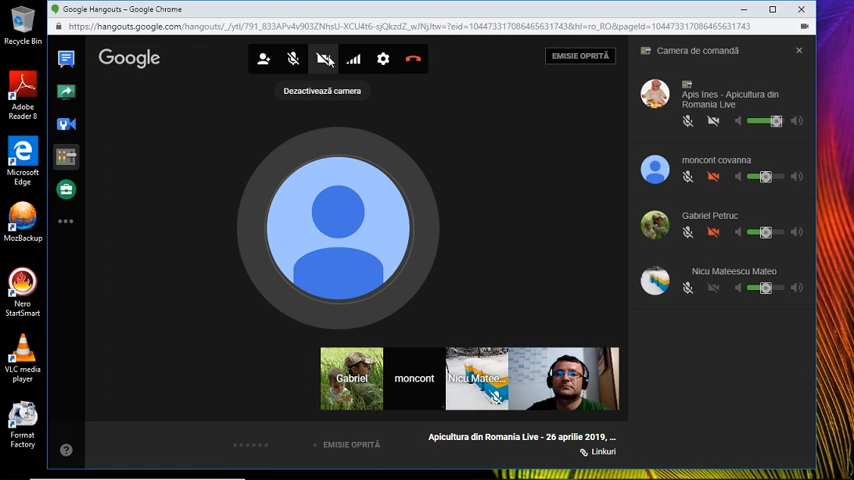 Recycle Bin
Adobe
Reader 8
Microsoft
Edge
MozBackup
Nero
StartSmart
VLC media
player
Format
Factory
Google Hangouts - Google Chrome
https://hangouts.google.com/hangouts/_/ytl/791_833APv4v903ZNhsU-XCU4t6-sjQkzdZ_wJNjJtw=?eid=104473317086465631743&hl=ro_RO&pageId=104473317086465631743
Google
Dezactivează camera
EMISIE OPRITĂ
Camera de comandă
Apis Ines - Apicultura din
Romania Live
moncont covanna
Gabriel Petruc
Nicu Mateescu Mateo
Gabriel
moncont
Nicu Matee...
EMISIE OPRITĂ
Apicultura din Romania Live - 26 aprilie 2019, ...
Linkuri